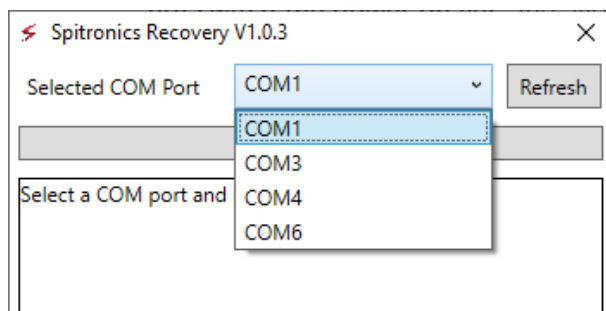 Spitronics Recovery V1.0.3
Selected COM Port COM1 Refresh
COM1
COM3
Select a COM port and
COM4
COM6